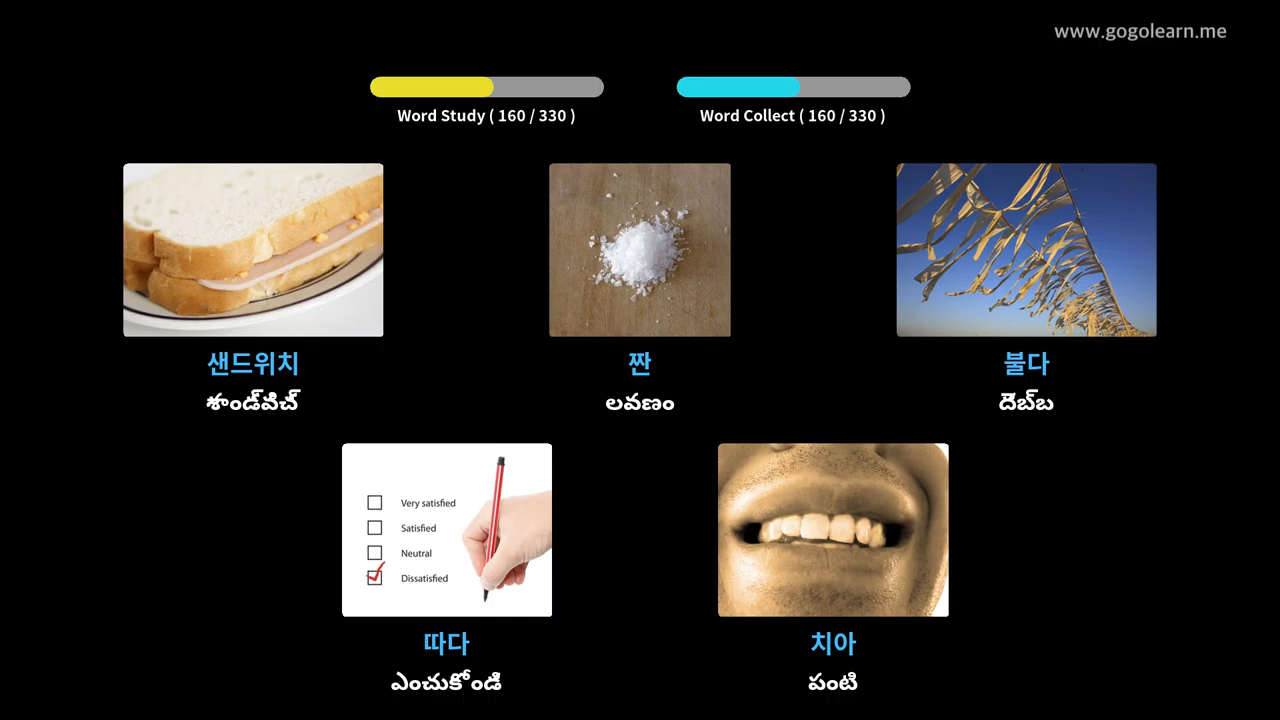 www.gogolearn.me
Word Study ( 160 / 330 )
Word Collect ( 160 / 330 )
샌드위치
శాండ్‌విచ్
짠
లవణం
불다
దెబ్బ
Very satisfied
Satisfied
Neutral
Dissatisfied
따다
ఎంచుకోండి
치아
పంటి